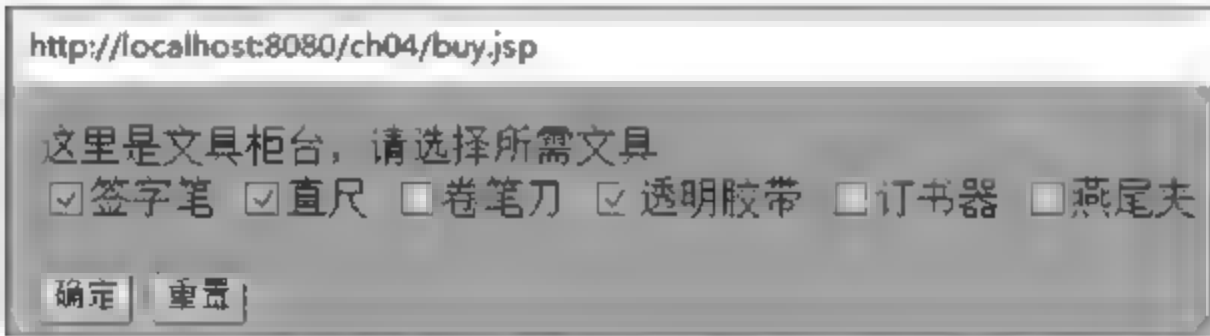 http://localhost:8080/ch04/buy.jsp
这里是文具柜台，请选择所需文具
签字笔 直尺 卷笔刀 透明胶带 订书器 燕尾夹
确定 重置